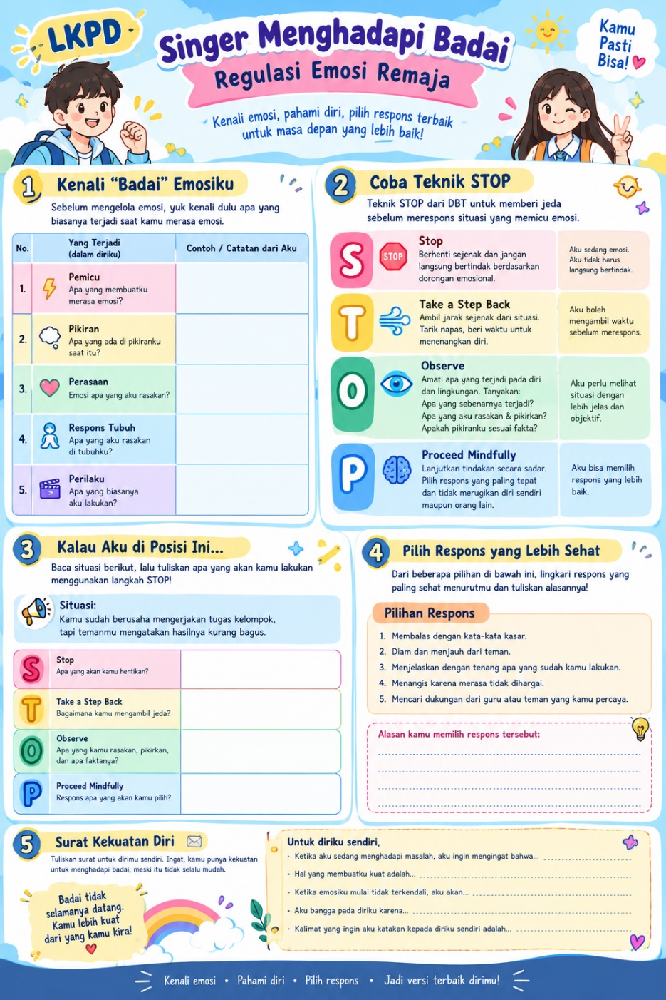 LKPD
Singer Menghadapi Badai
Regulasi Emosi Remaja
Kenali emosi, pahami diri, pilih respons terbaik
untuk masa depan yang lebih baik!
Kamu
Pasti
Bisa!
1 Kenali “Badai” Emosiku
Sebelum mengelola emosi, yuk kenali dulu apa yang
biasanya terjadi saat kamu merasa emosi.
No.
Yang Terjadi
(dalam diriku)
Contoh / Catatan dari Aku
1.
Pemicu
Apa yang membuatku
merasa emosi?
2.
Pikiran
Apa yang ada di pikiranku
saat itu?
3.
Perasaan
Emosi apa yang aku rasakan?
4.
Respons Tubuh
Apa yang aku rasakan
di tubuhku?
5.
Perilaku
Apa yang biasanya
aku lakukan?
2 Coba Teknik STOP
Teknik STOP dari DBT untuk memberi jeda
sebelum merespons situasi yang memicu emosi.
S
STOP
Stop
Berhenti sejenak dan jangan
langsung bertindak berdasarkan
dorongan emosional.
Aku sedang emosi.
Aku tidak harus
langsung bertindak.
T
Take a Step Back
Ambil jarak sejenak dari situasi.
Tarik napas, beri waktu untuk
menenangkan diri.
Aku boleh
mengambil waktu
sebelum merespons.
O
Observe
Amati apa yang terjadi pada diri
dan lingkungan. Tanyakan:
Apa yang sebenarnya terjadi?
Apa yang aku rasakan & pikirkan?
Apakah pikiranku sesuai fakta?
Aku perlu melihat
situasi dengan
lebih jelas dan
objektif.
P
Proceed Mindfully
Lanjutkan tindakan secara sadar.
Pilih respons yang paling tepat
dan tidak merugikan diri sendiri
maupun orang lain.
Aku bisa memilih
respons yang lebih
baik.
3 Kalau Aku di Posisi Ini...
Baca situasi berikut, lalu tuliskan apa yang akan kamu lakukan
menggunakan langkah STOP!
Situasi:
Kamu sudah berusaha mengerjakan tugas kelompok,
tapi temanmu mengatakan hasilnya kurang bagus.
S
Stop
Apa yang akan kamu hentikan?
T
Take a Step Back
Bagaimana kamu mengambil jeda?
O
Observe
Apa yang kamu rasakan, pikirkan,
dan apa faktanya?
P
Proceed Mindfully
Respons apa yang akan kamu pilih?
4 Pilih Respons yang Lebih Sehat
Dari beberapa pilihan di bawah ini, lingkari respons yang
paling sehat menurutmu dan tuliskan alasannya!
Pilihan Respons
1. Membalas dengan kata-kata kasar.
2. Diam dan menjauh dari teman.
3. Menjelaskan dengan tenang apa yang sudah kamu lakukan.
4. Menangis karena merasa tidak dihargai.
5. Mencari dukungan dari guru atau teman yang kamu percaya.
Alasan kamu memilih respons tersebut:
5 Surat Kekuatan Diri
Tuliskan surat untuk dirimu sendiri. Ingat, kamu punya kekuatan
untuk menghadapi badai, meski itu tidak selalu mudah.
Badai tidak
selamanya datang.
Kamu lebih kuat
dari yang kamu kira!
Untuk diriku sendiri,
• Ketika aku sedang menghadapi masalah, aku ingin mengingat bahwa...
• Hal yang membuatku kuat adalah...
• Ketika emosiku mulai tidak terkendali, aku akan...
• Aku bangga pada diriku karena...
• Kalimat yang ingin aku katakan kepada diriku sendiri adalah...
Kenali emosi • Pahami diri • Pilih respons • Jadi versi terbaik dirimu!